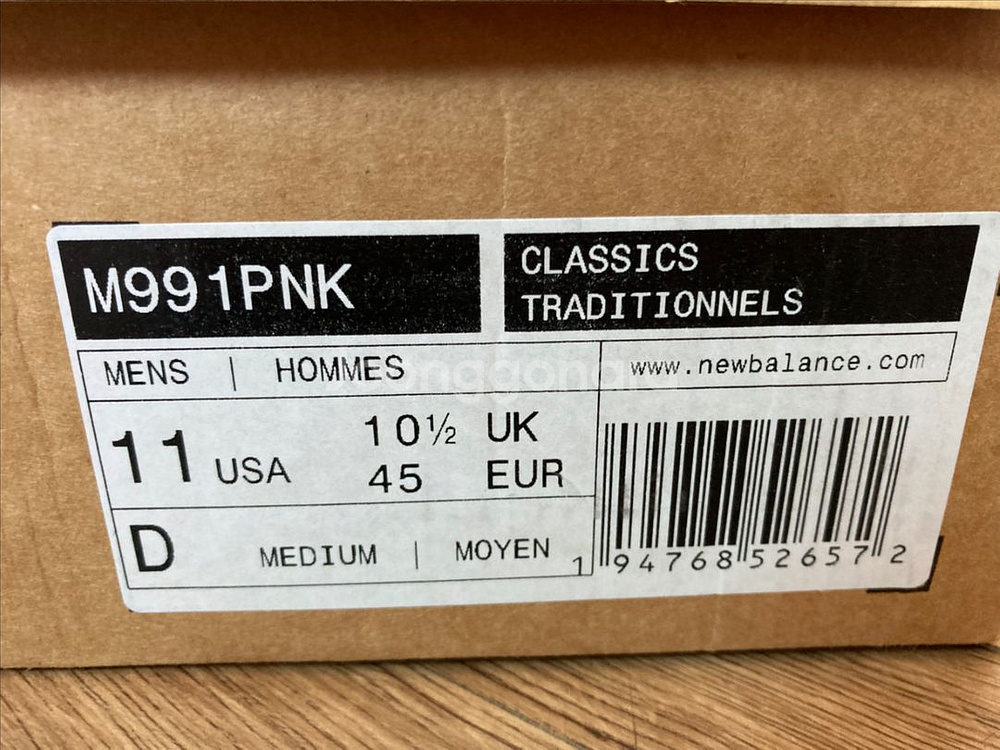 M991PNK
CLASSICS
TRADITIONNELS
MENS | HOMMES
www.newbalance.com
11 USA
10½ UK
45 EUR
D MEDIUM | MOYEN
1 94768 52657 2